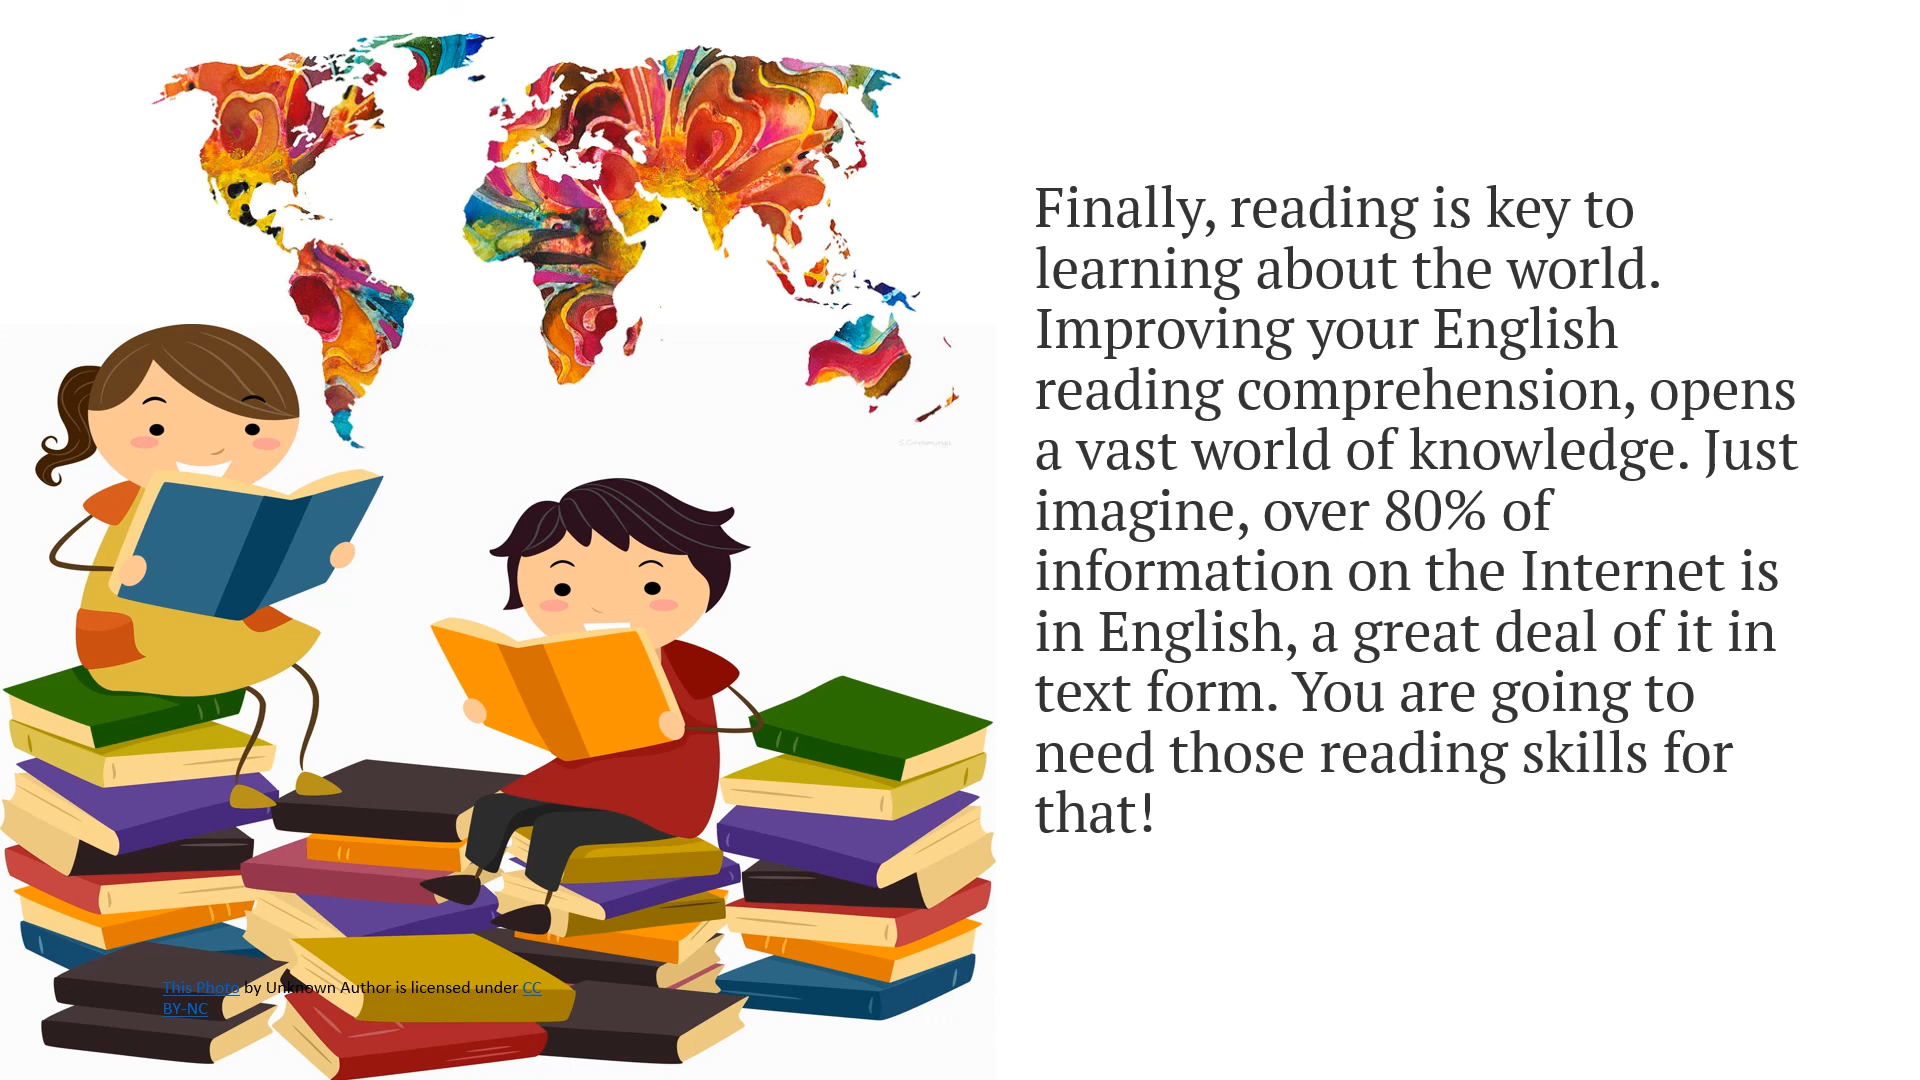 Finally, reading is key to
learning about the world.
Improving your English
reading comprehension, opens
a vast world of knowledge. Just
imagine, over 80% of
information on the Internet is
in English, a great deal of it in
text form. You are going to
need those reading skills for
that!
S.Cummings
This Photo by Unknown Author is licensed under CC
BY-NC